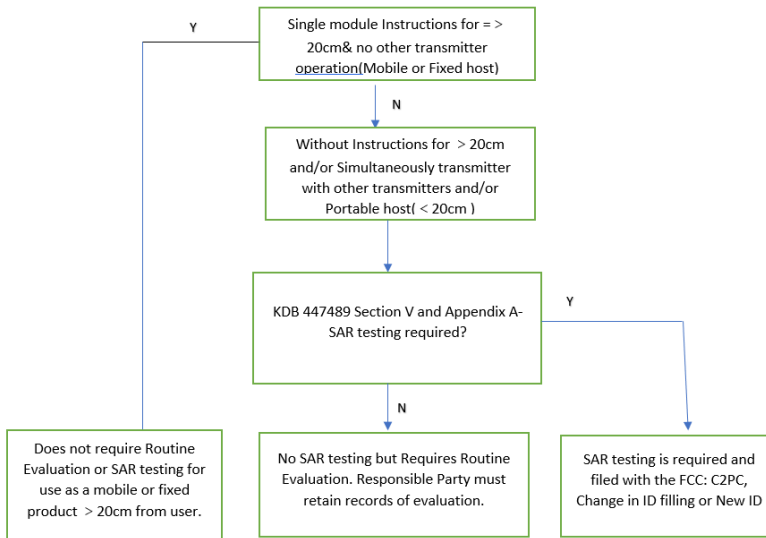 Y
Single module Instructions for = >
20cm& no other transmitter
operation(Mobile or Fixed host)
N
Without Instructions for > 20cm
and/or Simultaneously transmitter
with other transmitters and/or
Portable host( < 20cm )
KDB 447489 Section V and Appendix A-
SAR testing required?
Y
N
Does not require Routine
Evaluation or SAR testing for
use as a mobile or fixed
product > 20cm from user.
No SAR testing but Requires Routine
Evaluation. Responsible Party must
retain records of evaluation.
SAR testing is required and
filed with the FCC: C2PC,
Change in ID filling or New ID